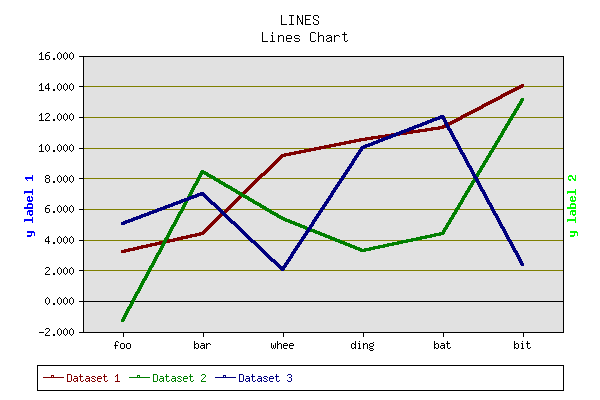 LINES
Lines Chart
16.000
14.000
12.000
10.000
8.000
6.000
4.000
2.000
0.000
-2.000
y label 1
y label 2
foo bar whee ding bat bit
Dataset 1 Dataset 2 Dataset 3